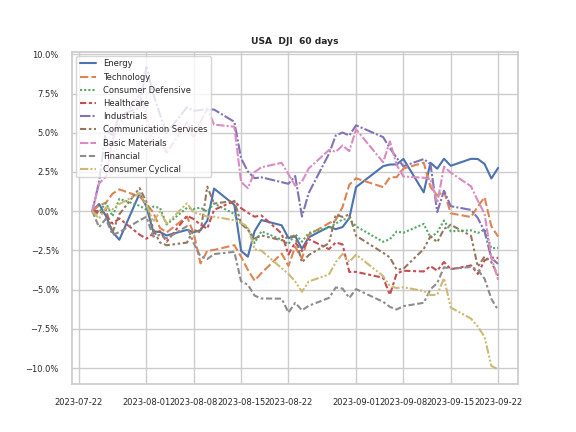 USA  DJI  60 days
10.0%
7.5%
5.0%
2.5%
0.0%
−2.5%
−5.0%
−7.5%
−10.0%
Energy
Technology
Consumer Defensive
Healthcare
Industrials
Communication Services
Basic Materials
Financial
Consumer Cyclical
2023-07-22 2023-08-01 2023-08-08 2023-08-15 2023-08-22 2023-09-01 2023-09-08 2023-09-15 2023-09-22